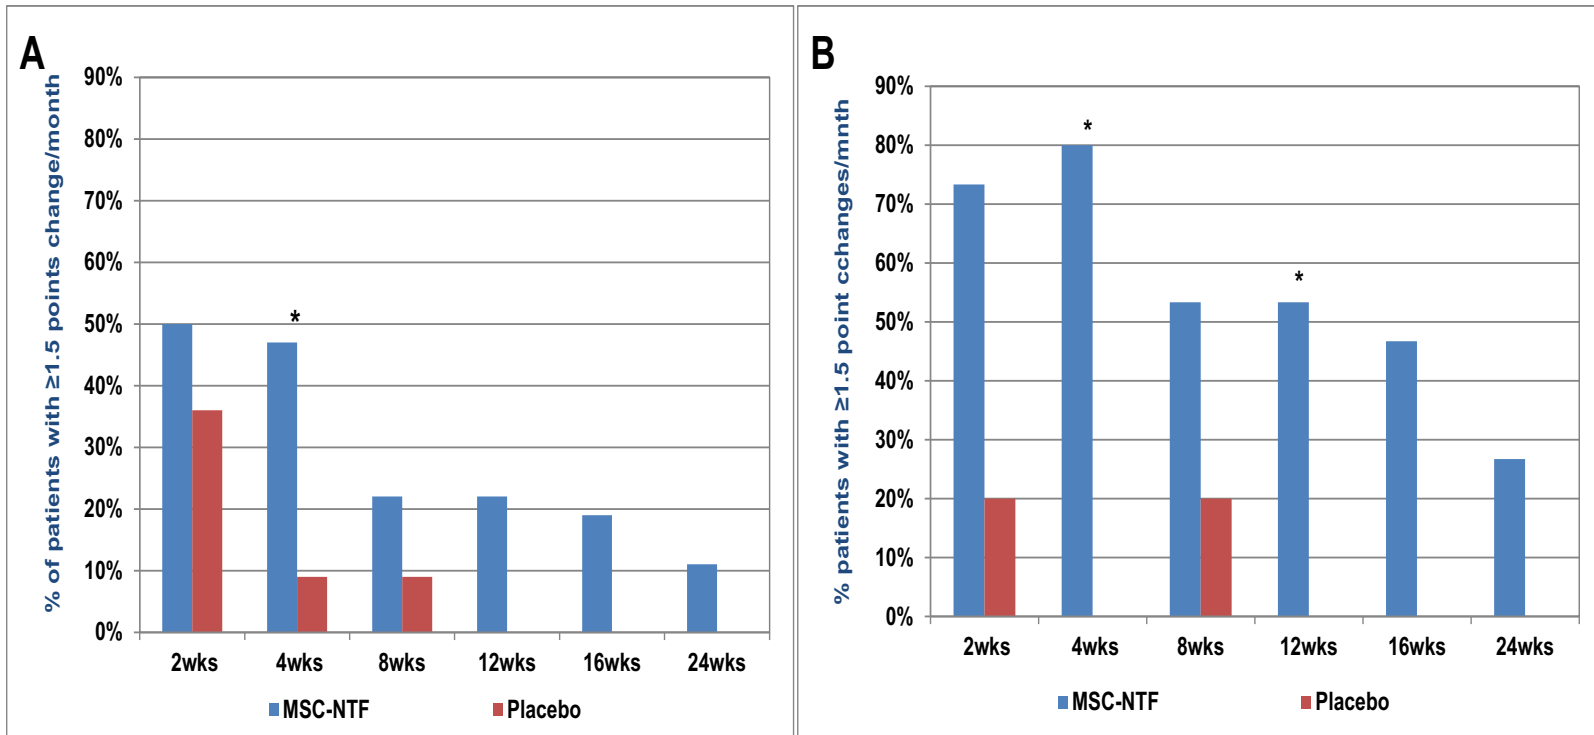 A
% of patients with ≥1.5 points change/month
90%
80%
70%
60%
50%
40%
30%
20%
10%
0%
*
2wks 4wks 8wks 12wks 16wks 24wks
MSC-NTF Placebo
B
% patients with ≥1.5 point cchanges/mnth
90%
80%
70%
60%
50%
40%
30%
20%
10%
0%
*
*
2wks 4wks 8wks 12wks 16wks 24wks
MSC-NTF Placebo